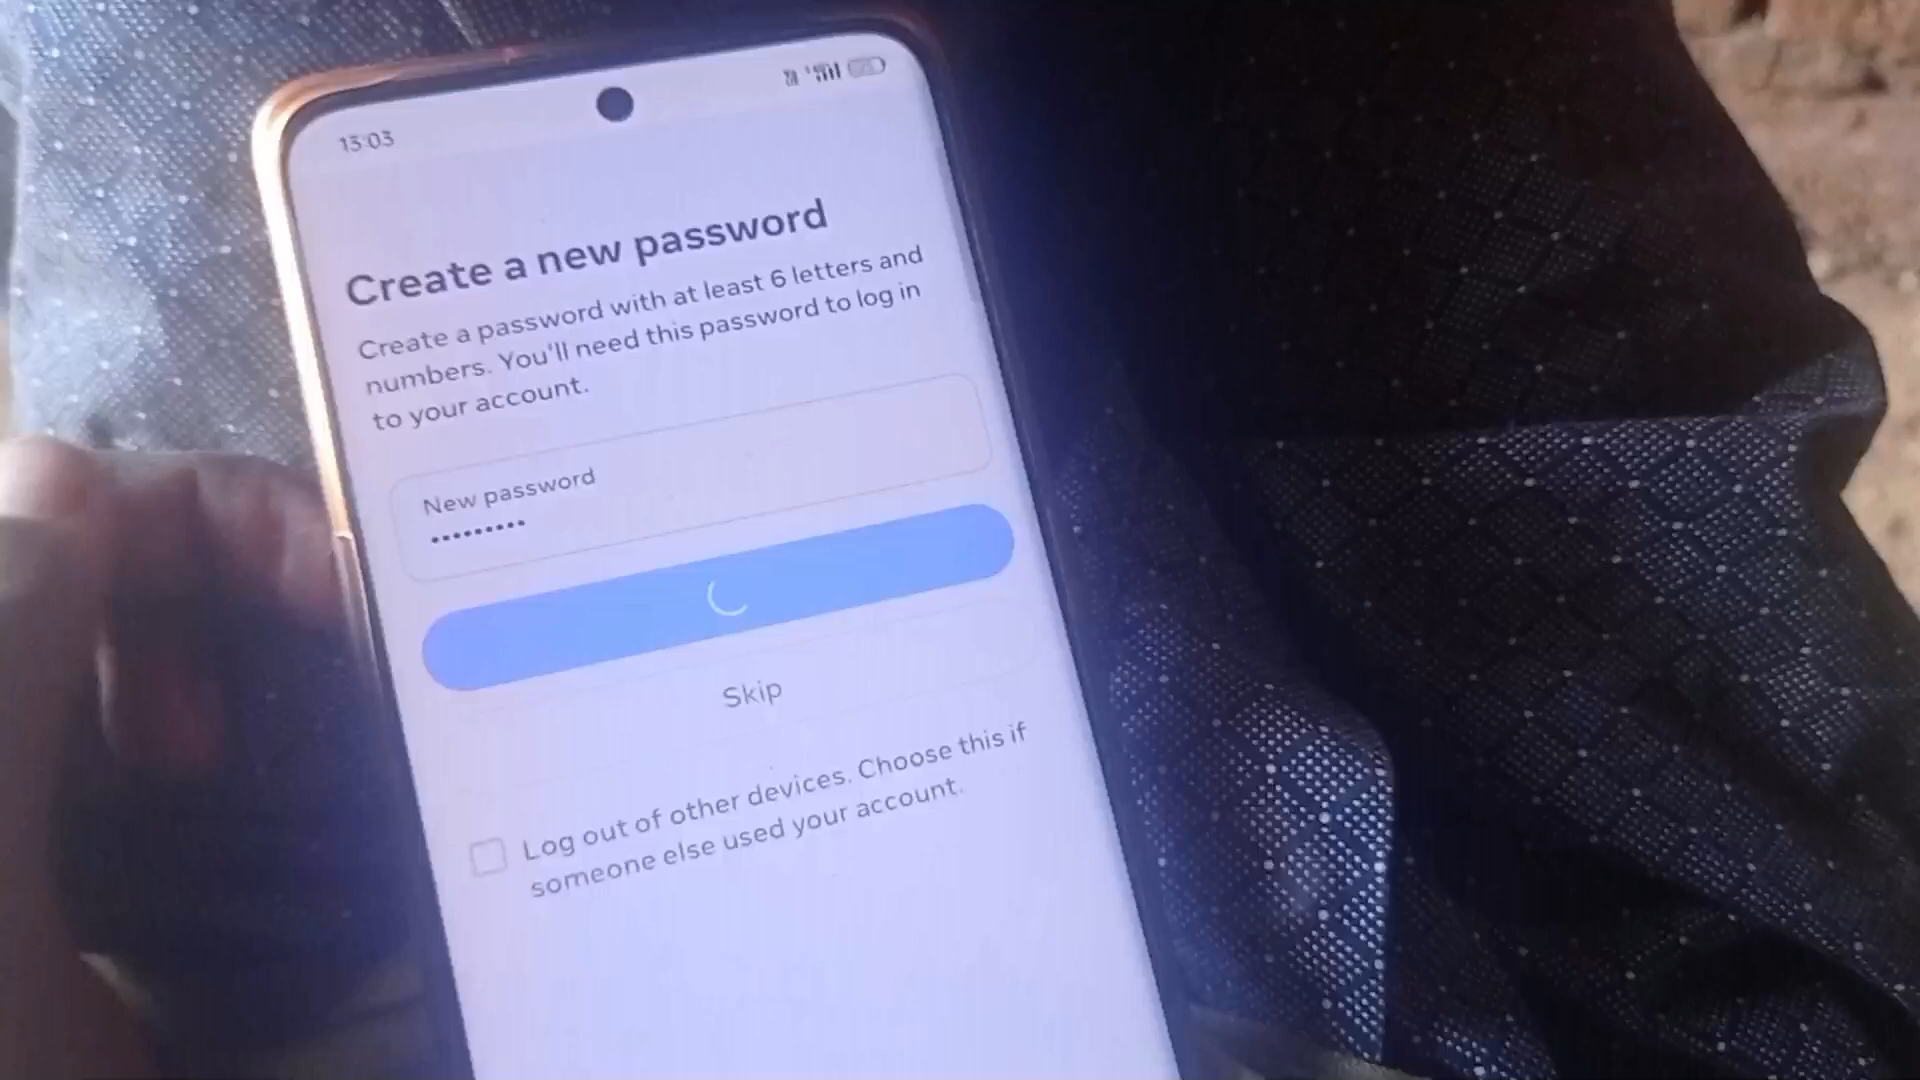 13:03
Create a new password
Create a password with at least 6 letters and
numbers. You'll need this password to log in
to your account.
New password
•••••••••
Skip
Log out of other devices. Choose this if
someone else used your account.